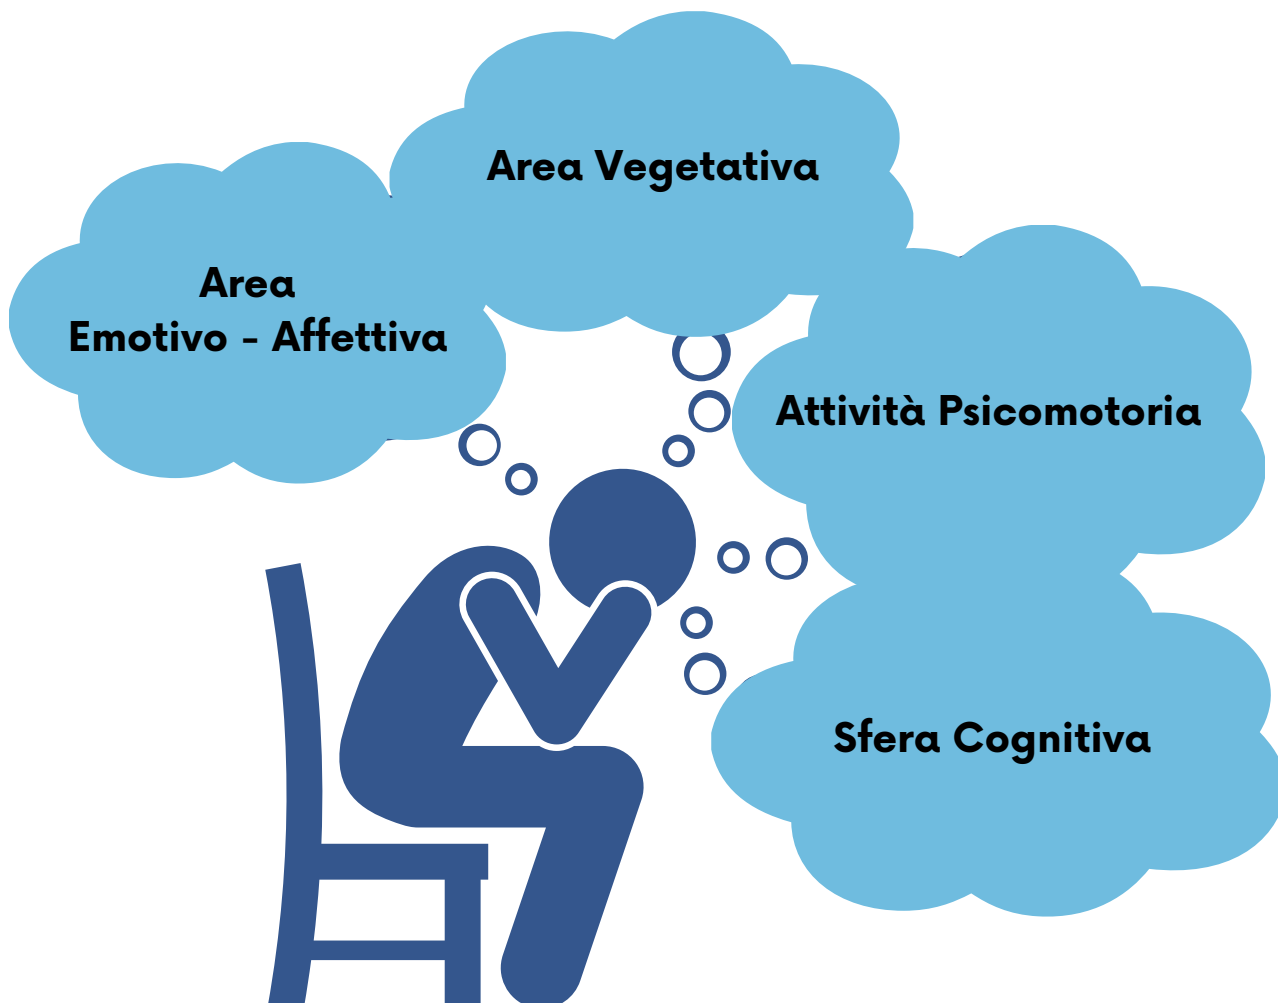 Area Vegetativa
Area
Emotivo - Affettiva
Attività Psicomotoria
Sfera Cognitiva